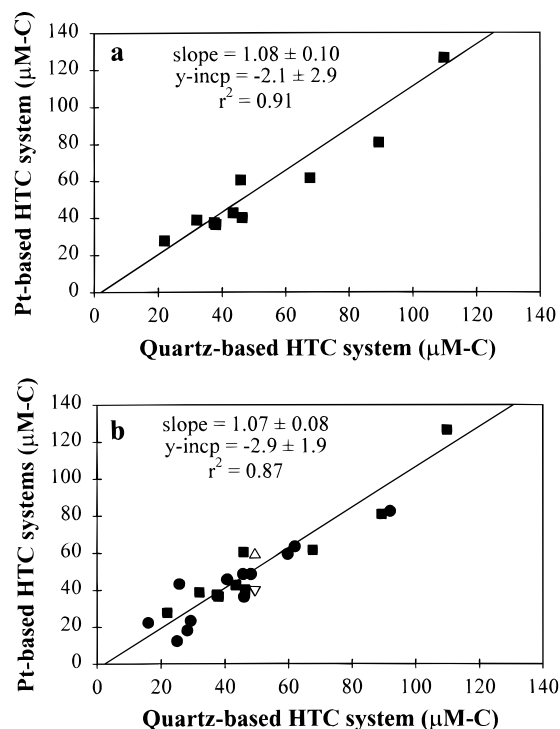 a
slope = 1.08 ± 0.10
y-incp = -2.1 ± 2.9
r² = 0.91
Pt-based HTC system (μM-C)
140
120
100
80
60
40
20
0
0 20 40 60 80 100 120 140
Quartz-based HTC system (μM-C)
b
slope = 1.07 ± 0.08
y-incp = -2.9 ± 1.9
r² = 0.87
Pt-based HTC systems (μM-C)
140
120
100
80
60
40
20
0
0 20 40 60 80 100 120 140
Quartz-based HTC system (μM-C)